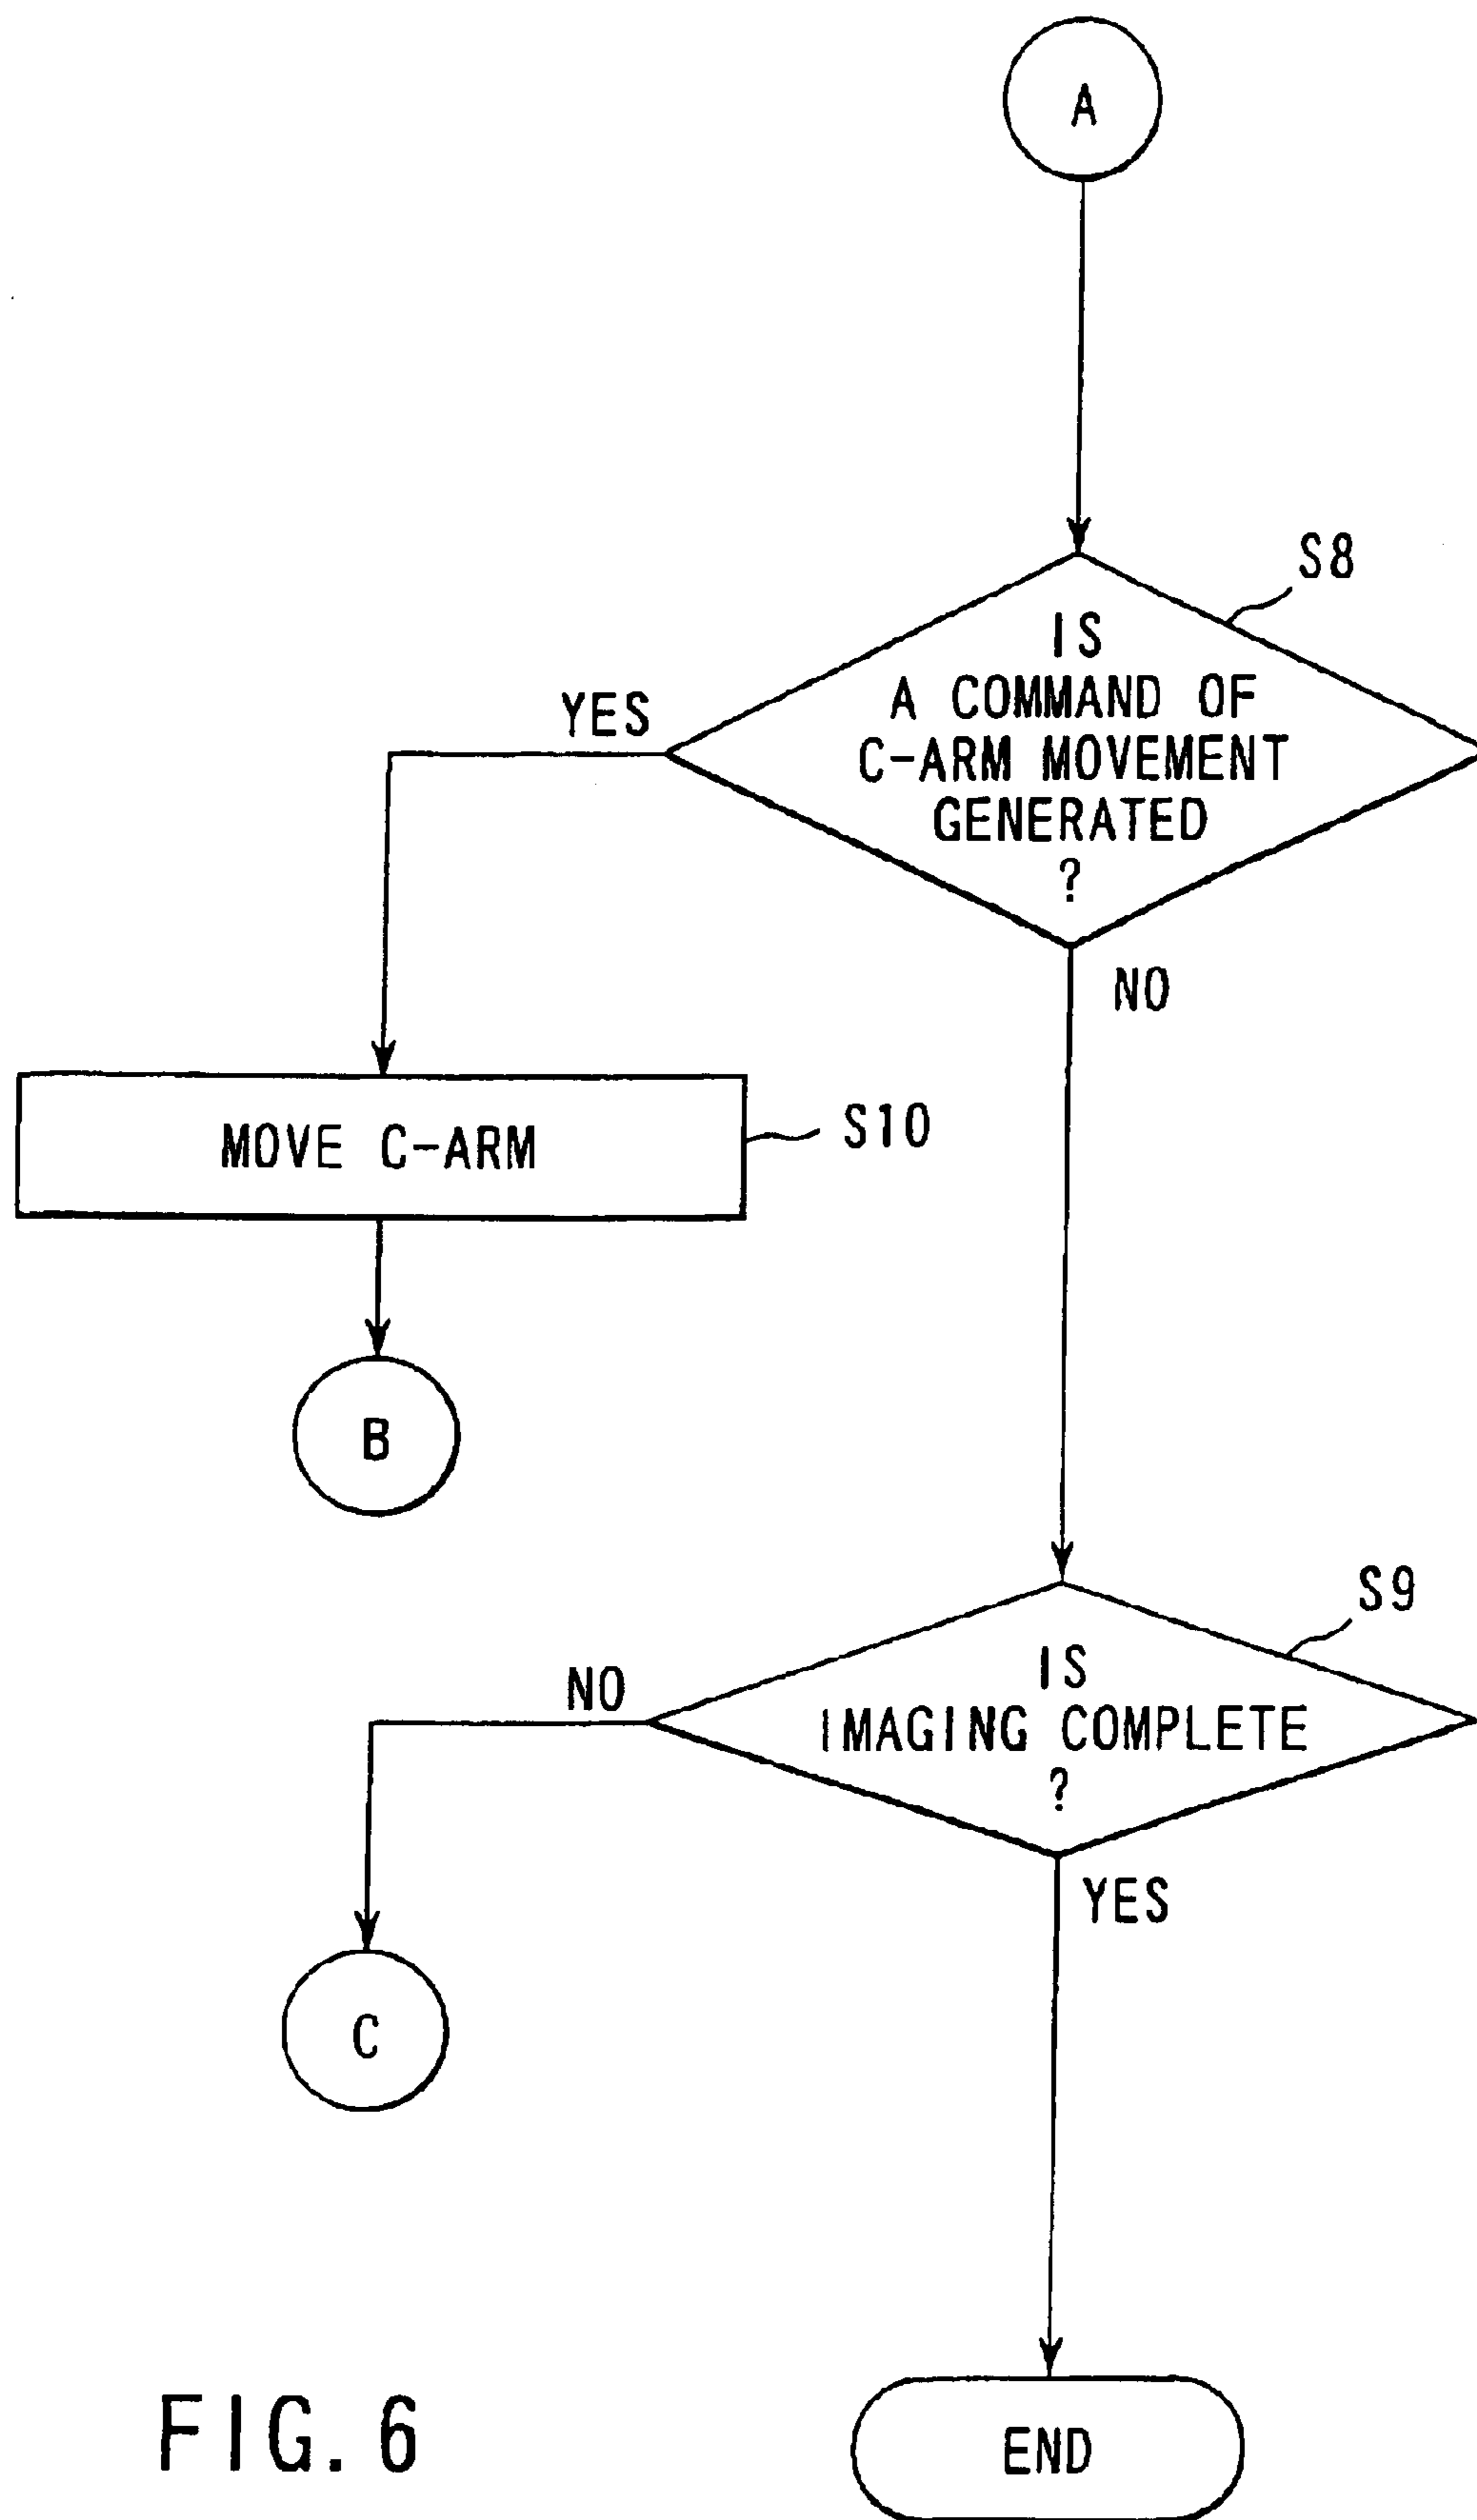 A
S8
IS
A COMMAND OF
C-ARM MOVEMENT
GENERATED
?
YES
NO
MOVE C-ARM
S10
B
S9
IS
IMAGING COMPLETE
?
NO
YES
C
END
FIG. 6